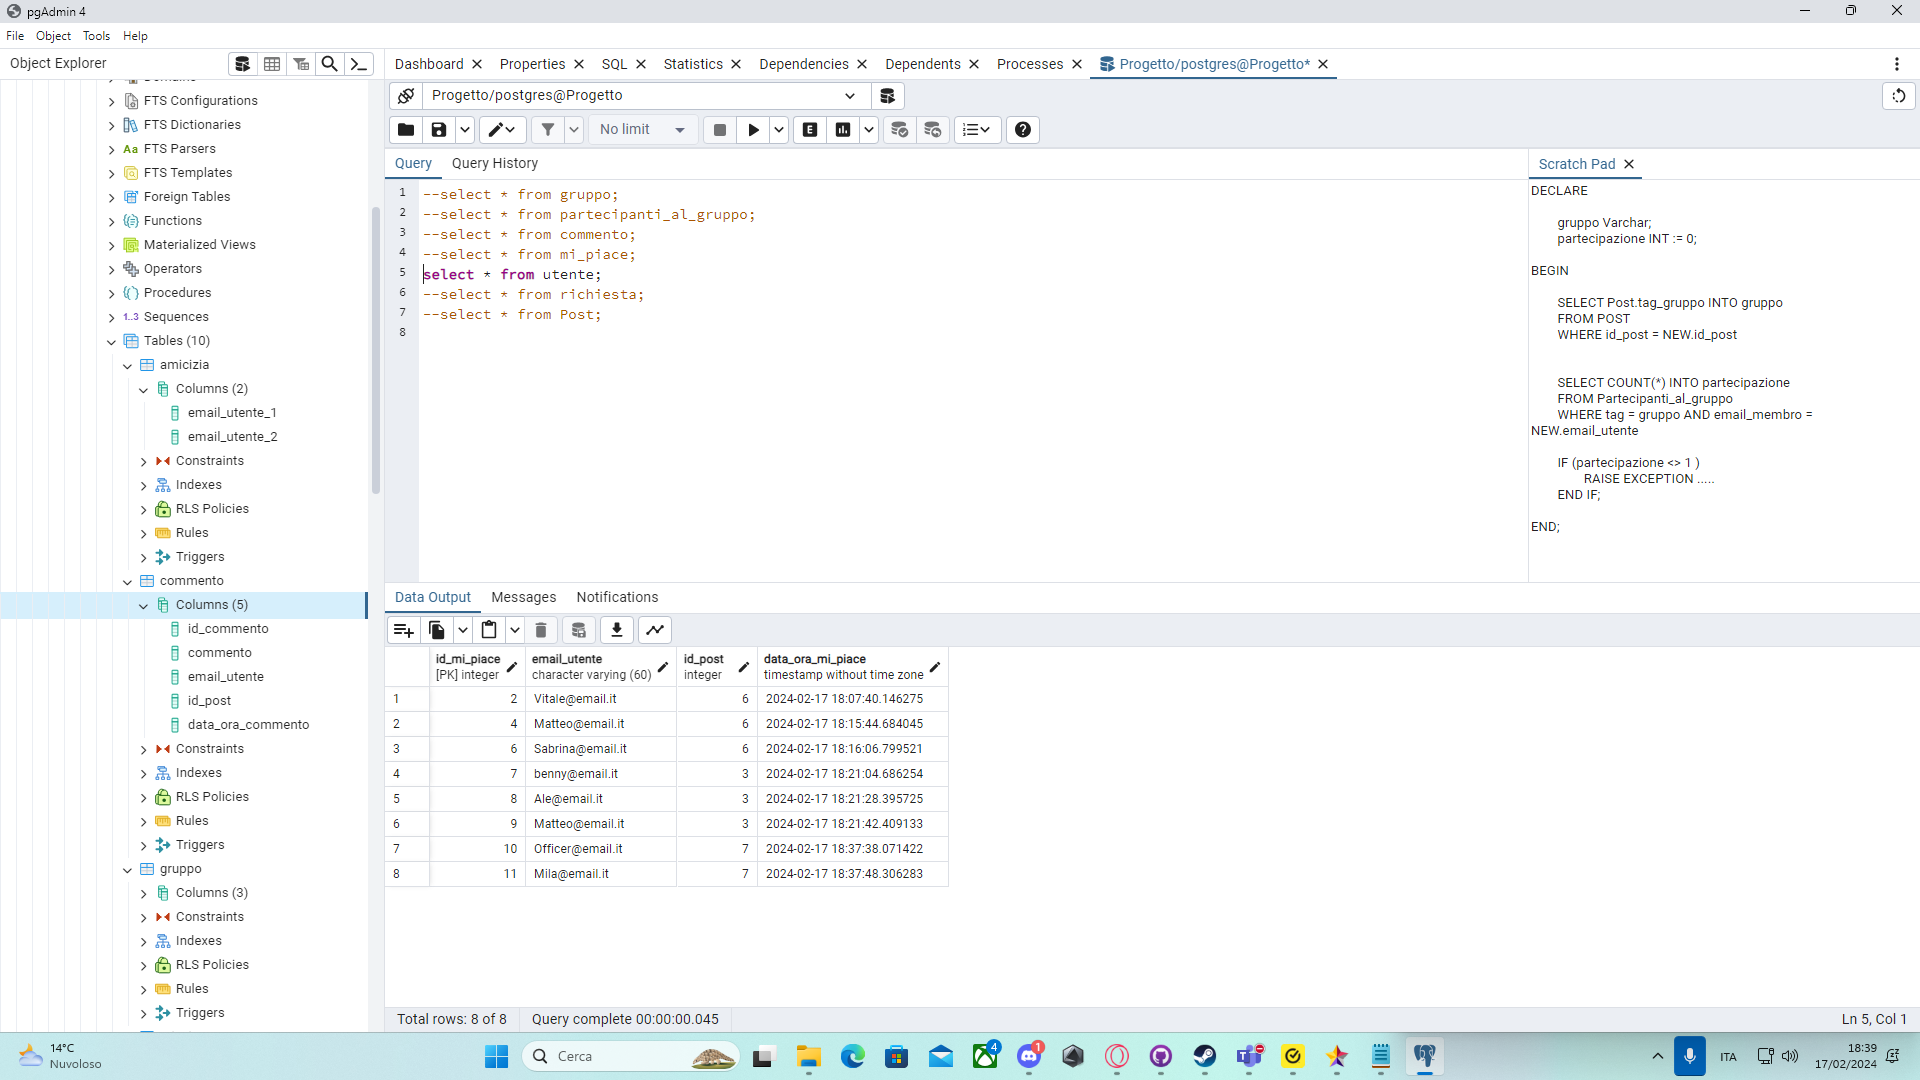 pgAdmin 4
File Object Tools Help
Object Explorer
Dashboard Properties SQL Statistics Dependencies Dependents Processes Progetto/postgres@Progetto*
Progetto/postgres@Progetto
No limit
E
Query Query History
Scratch Pad
FTS Configurations
FTS Dictionaries
Aa FTS Parsers
FTS Templates
Foreign Tables
Functions
Materialized Views
Operators
Procedures
1..3 Sequences
Tables (10)
amicizia
Columns (2)
email_utente_1
email_utente_2
Constraints
Indexes
RLS Policies
Rules
Triggers
commento
Columns (5)
id_commento
commento
email_utente
id_post
data_ora_commento
Constraints
Indexes
RLS Policies
Rules
Triggers
gruppo
Columns (3)
Constraints
Indexes
RLS Policies
Rules
Triggers
1 --select * from gruppo;
2 --select * from partecipanti_al_gruppo;
3 --select * from commento;
4 --select * from mi_piace;
5 select * from utente;
6 --select * from richiesta;
7 --select * from Post;
8
DECLARE
gruppo Varchar;
partecipazione INT := 0;
BEGIN
SELECT Post.tag_gruppo INTO gruppo
FROM POST
WHERE id_post = NEW.id_post
SELECT COUNT(*) INTO partecipazione
FROM Partecipanti_al_gruppo
WHERE tag = gruppo AND email_membro =
NEW.email_utente
IF (partecipazione <> 1 )
RAISE EXCEPTION .....
END IF;
END;
Data Output Messages Notifications
id_mi_piace email_utente id_post data_ora_mi_piace
[PK] integer character varying (60) integer timestamp without time zone
1 2 Vitale@email.it 6 2024-02-17 18:07:40.146275
2 4 Matteo@email.it 6 2024-02-17 18:15:44.684045
3 6 Sabrina@email.it 6 2024-02-17 18:16:06.799521
4 7 benny@email.it 3 2024-02-17 18:21:04.686254
5 8 Ale@email.it 3 2024-02-17 18:21:28.395725
6 9 Matteo@email.it 3 2024-02-17 18:21:42.409133
7 10 Officer@email.it 7 2024-02-17 18:37:38.071422
8 11 Mila@email.it 7 2024-02-17 18:37:48.306283
Total rows: 8 of 8 Query complete 00:00:00.045 Ln 5, Col 1
14°C
Nuvoloso
Cerca
4
1
ITA
18:39
17/02/2024